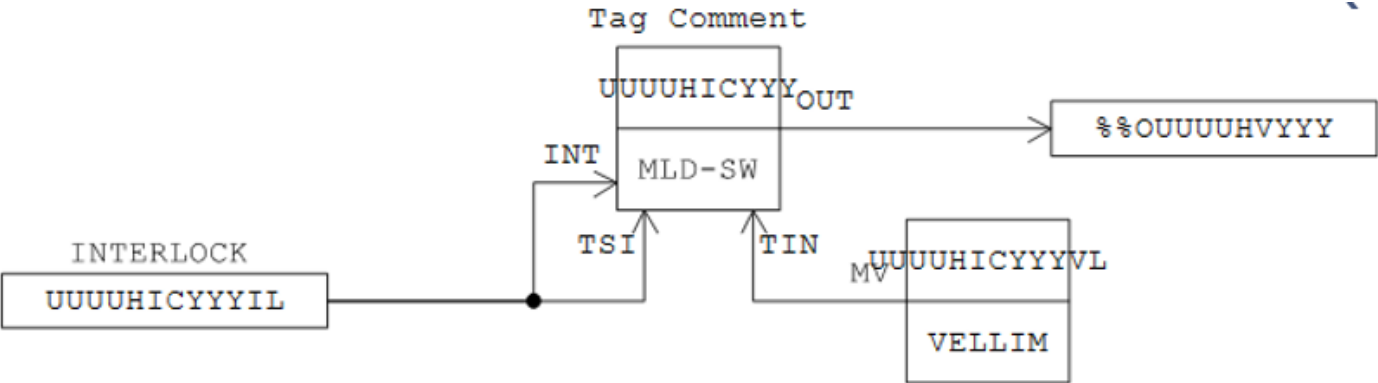 Tag Comment
UUUUHICYYY
OUT
%%OUUUUHVYYY
INT
MLD-SW
TSI
TIN
INTERLOCK
UUUUHICYYYIL
MV
UUUUHICYYYVL
VELLIM